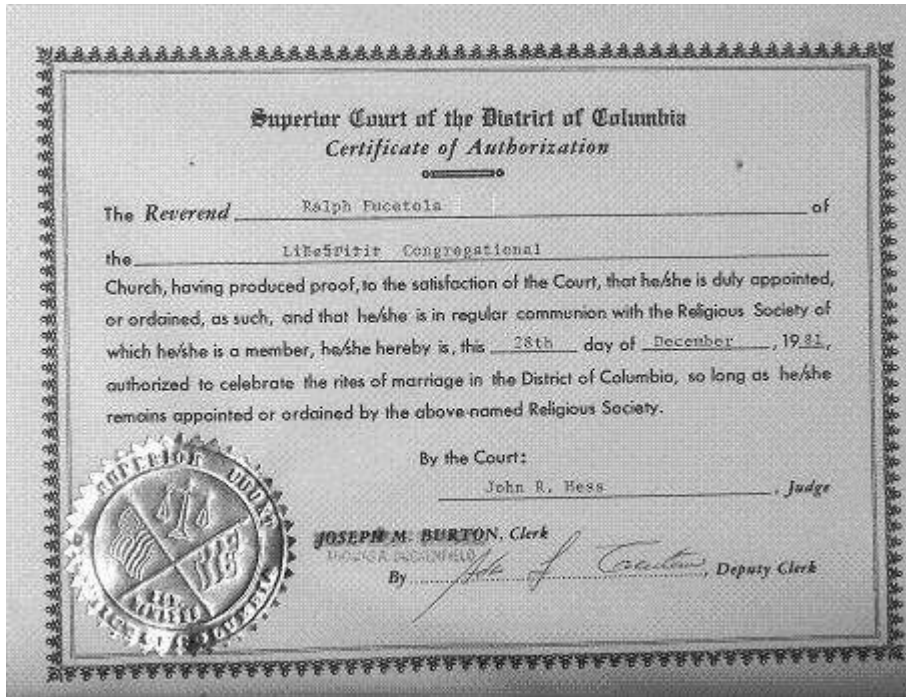 Superior Court of the District of Columbia
Certificate of Authorization
The Reverend Ralph Fucetola of
the LifeSpirit Congregational
Church, having produced proof, to the satisfaction of the Court, that he/she is duly appointed,
or ordained, as such, and that he/she is in regular communion with the Religious Society of
which he/she is a member, he/she hereby is, this 28th day of December, 1981,
authorized to celebrate the rites of marriage in the District of Columbia, so long as he/she
remains appointed or ordained by the above-named Religious Society.
By the Court:
John R. Hess, Judge
JOSEPH M. BURTON, Clerk
By, Deputy Clerk
SUPERIOR COURT
DISTRICT OF COLUMBIA